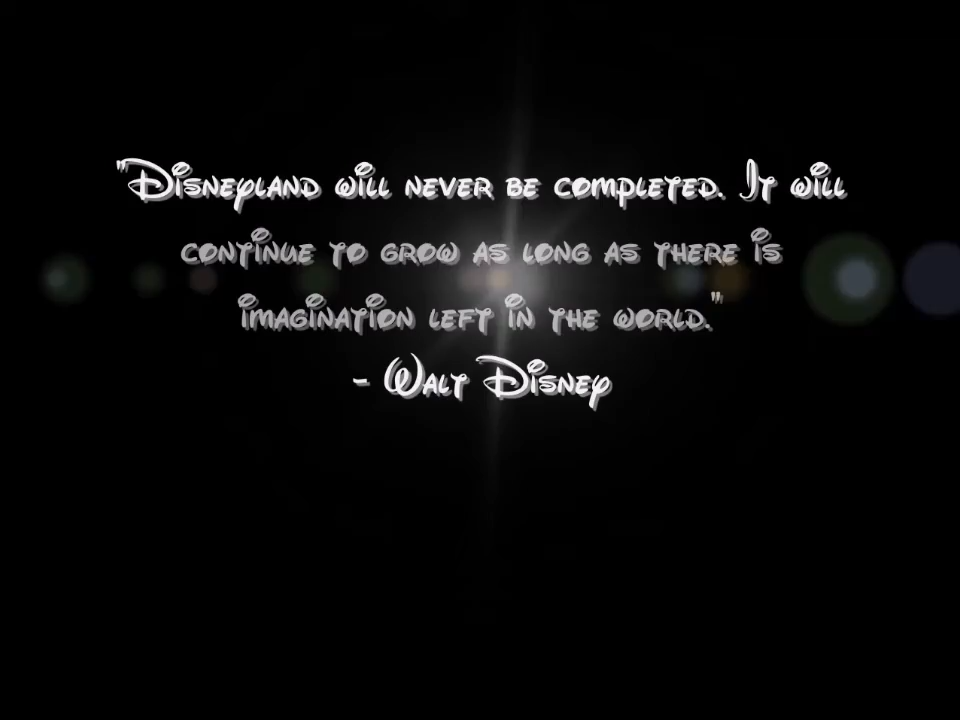 "Disneyland will never be completed. It will
continue to grow as long as there is
imagination left in the world."
- Walt Disney